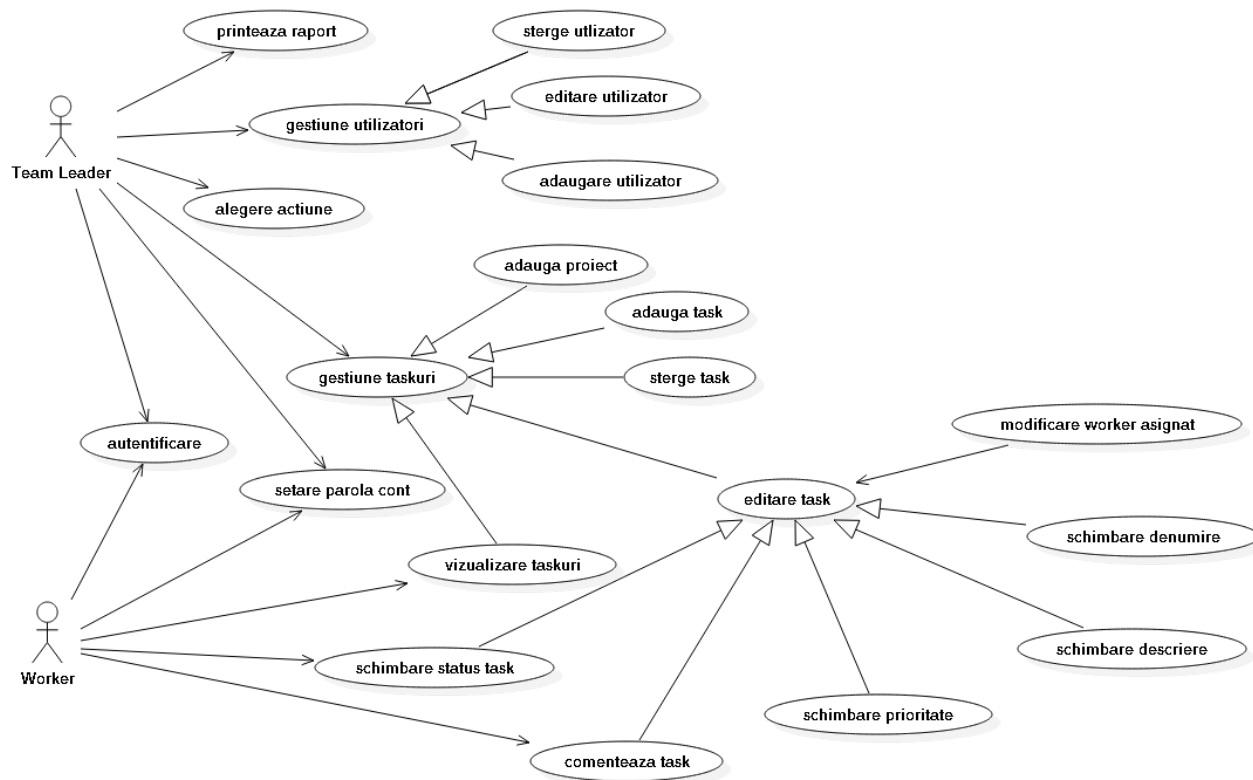 printeaza raport
sterge utlizator
editare utilizator
gestiune utilizatori
Team Leader
adaugare utilizator
alegere actiune
adauga proiect
adauga task
gestiune taskuri
sterge task
modificare worker asignat
autentificare
setare parola cont
editare task
schimbare denumire
vizualizare taskuri
schimbare descriere
schimbare status task
Worker
schimbare prioritate
comenteaza task